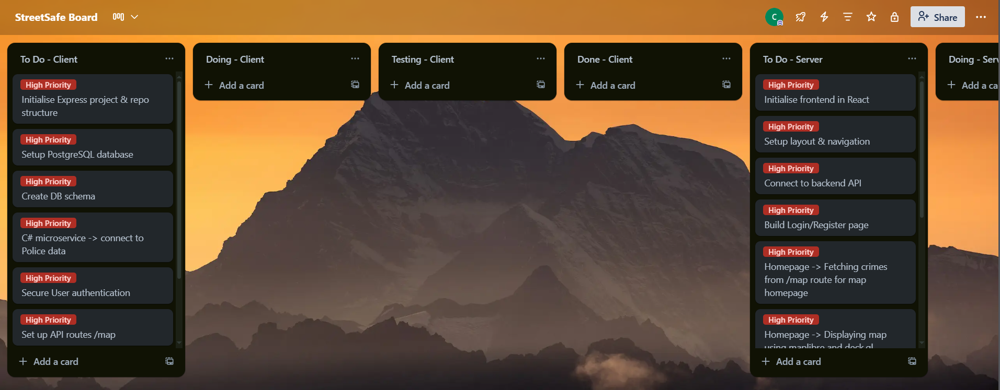 StreetSafe Board
C
Share
To Do - Client
High Priority
Initialise Express project & repo
structure
High Priority
Setup PostgreSQL database
High Priority
Create DB schema
High Priority
C# microservice -> connect to
Police data
High Priority
Secure User authentication
High Priority
Set up API routes /map
Add a card
Doing - Client
Add a card
Testing - Client
Add a card
Done - Client
Add a card
To Do - Server
High Priority
Initialise frontend in React
High Priority
Setup layout & navigation
High Priority
Connect to backend API
High Priority
Build Login/Register page
High Priority
Homepage -> Fetching crimes
from /map route for map
homepage
High Priority
Homepage -> Displaying map
using maplibre and deck.gl
Add a card
Doing - Serv
Add a ca